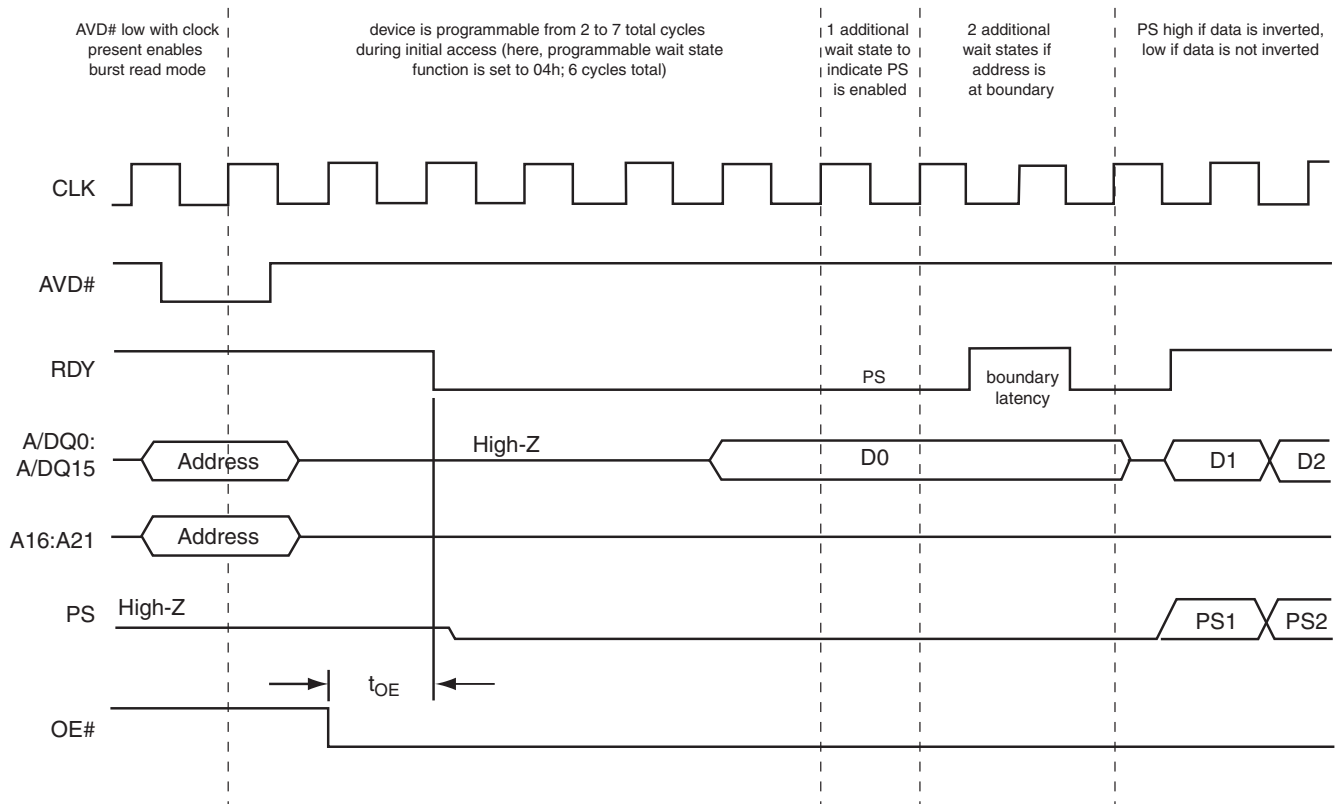 AVD# low with clock
present enables
burst read mode
device is programmable from 2 to 7 total cycles
during initial access (here, programmable wait state
function is set to 04h; 6 cycles total)
1 additional
wait state to
indicate PS
is enabled
2 additional
wait states if
address is
at boundary
PS high if data is inverted,
low if data is not inverted
CLK
AVD#
RDY
PS
boundary
latency
A/DQ0:
A/DQ15
Address
High-Z
D0
D1
D2
A16:A21
Address
PS
High-Z
PS1
PS2
tOE
OE#